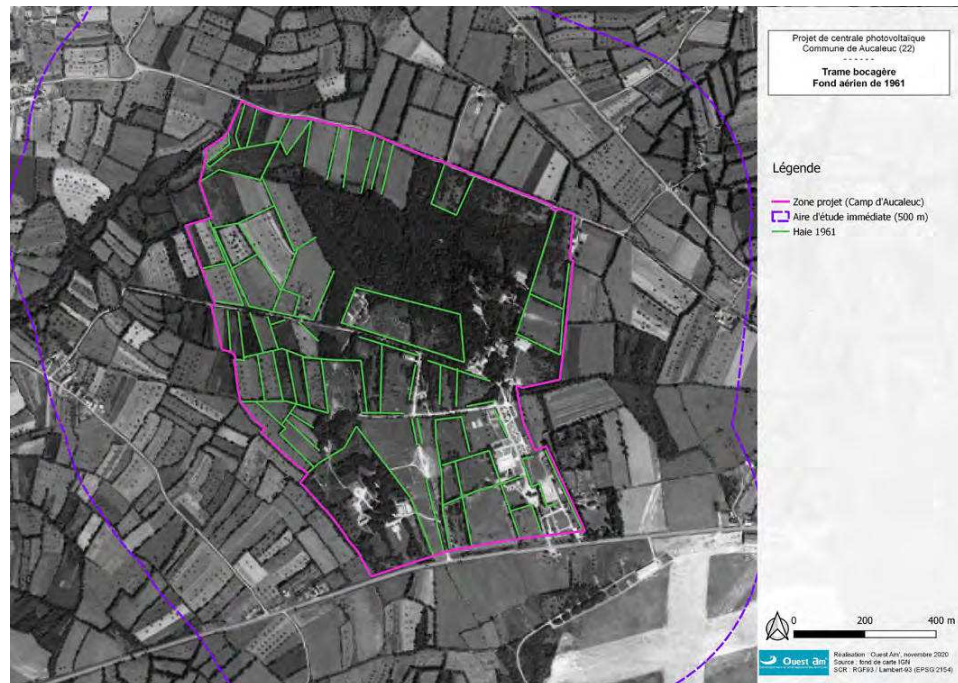 Projet de centrale photovoltaïque
Commune de Aucaleuc (22)
- - - - - -
Trame bocagère
Fond aérien de 1961
Légende
Zone projet (Camp d'Aucaleuc)
Aire d'étude immédiate (500 m)
Haie 1961
0 200 400 m
Ouest Am'
Réalisation : Ouest Am', novembre 2020
Source : fond de carte IGN
SCR : RGF93 / Lambert-93 (EPSG:2154)